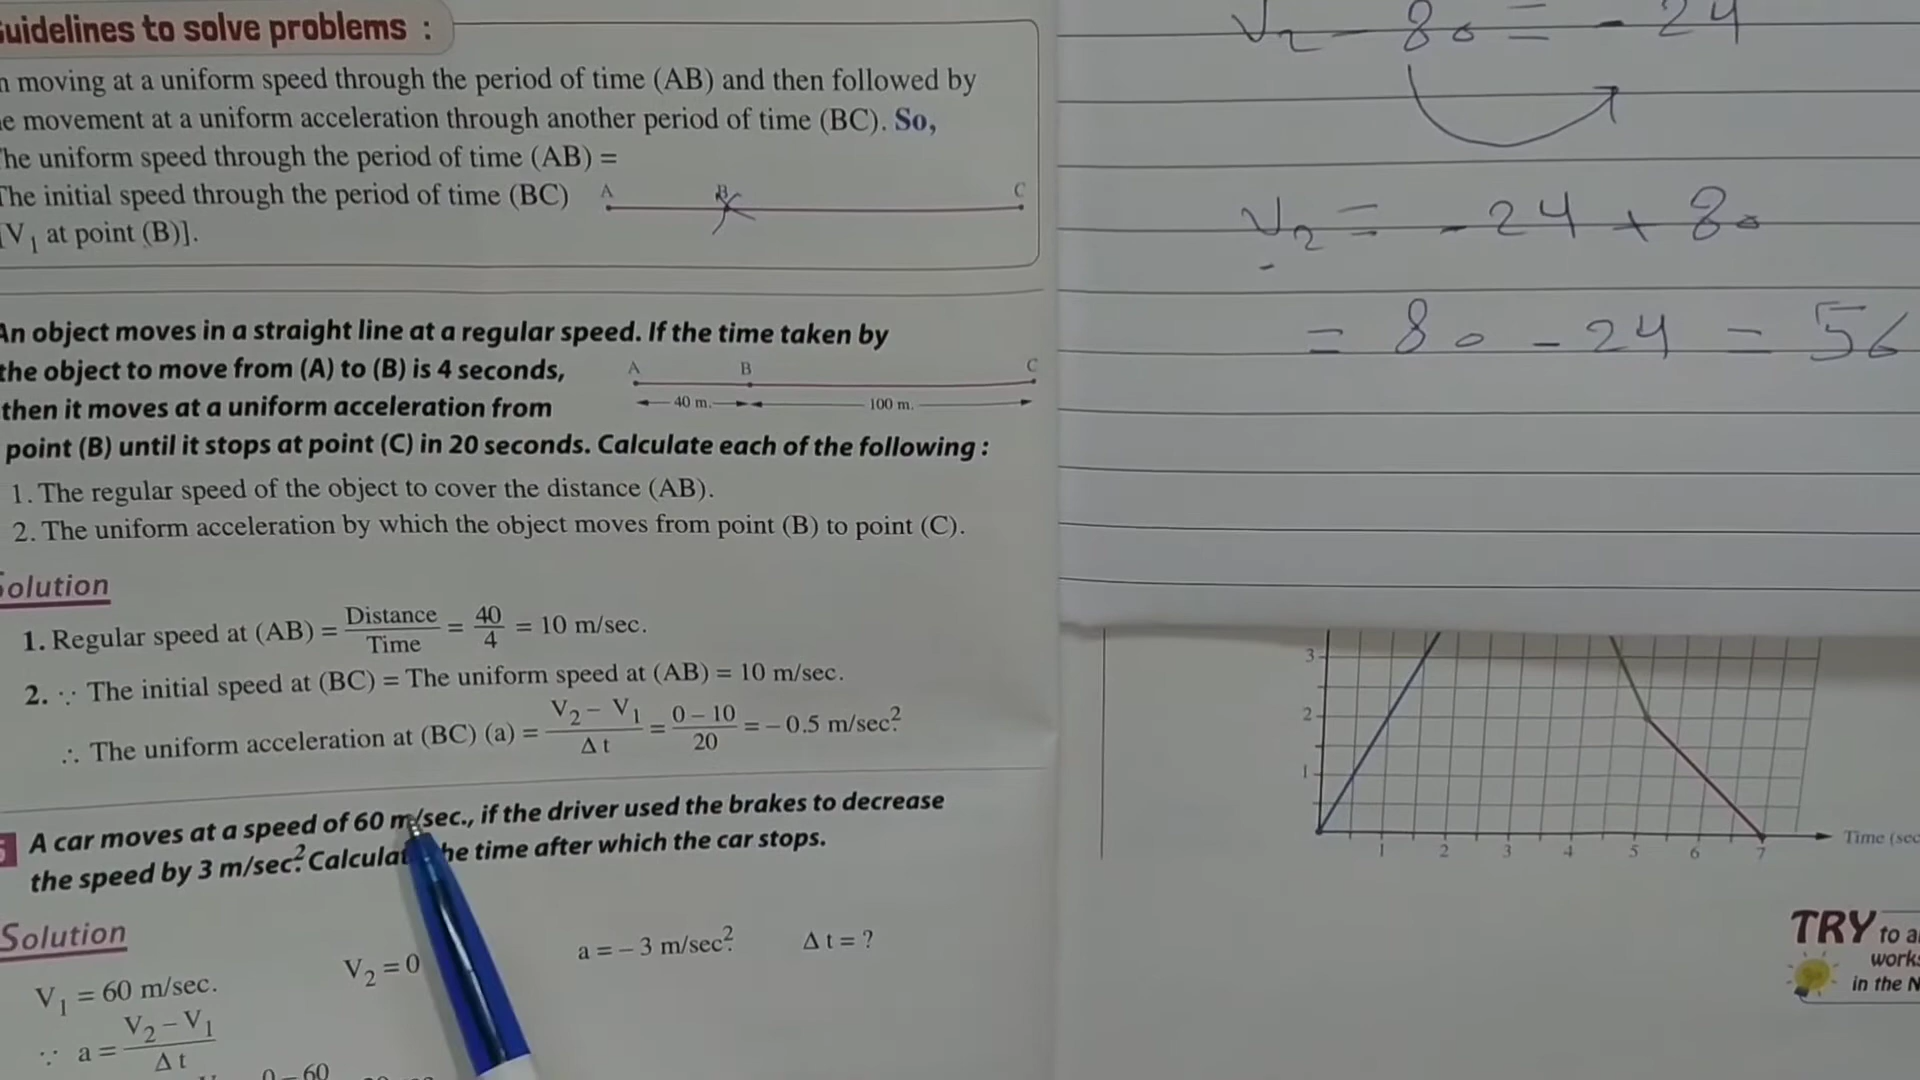 uidelines to solve problems :
moving at a uniform speed through the period of time (AB) and then followed by
e movement at a uniform acceleration through another period of time (BC). So,
he uniform speed through the period of time (AB) =
The initial speed through the period of time (BC)
[V₁ at point (B)].
A B C
An object moves in a straight line at a regular speed. If the time taken by
the object to move from (A) to (B) is 4 seconds,
then it moves at a uniform acceleration from
point (B) until it stops at point (C) in 20 seconds. Calculate each of the following :
A B C
40 m. 100 m.
1. The regular speed of the object to cover the distance (AB).
2. The uniform acceleration by which the object moves from point (B) to point (C).
Solution
1. Regular speed at (AB) = Distance / Time = 40 / 4 = 10 m/sec.
2. ∵ The initial speed at (BC) = The uniform speed at (AB) = 10 m/sec.
∴ The uniform acceleration at (BC) (a) = V₂ – V₁ / Δt = 0 – 10 / 20 = – 0.5 m/sec².
A car moves at a speed of 60 m/sec., if the driver used the brakes to decrease
the speed by 3 m/sec². Calculat he time after which the car stops.
Solution
V₁ = 60 m/sec. V₂ = 0 a = – 3 m/sec². Δt = ?
∵ a = V₂ – V₁ / Δt
0 – 60
V₂ – 80 = – 24
V₂ = – 24 + 80
= 80 – 24 = 56
3
2
1
1 2 3 4 5 6 7
Time (sec
TRY to a
works
in the N